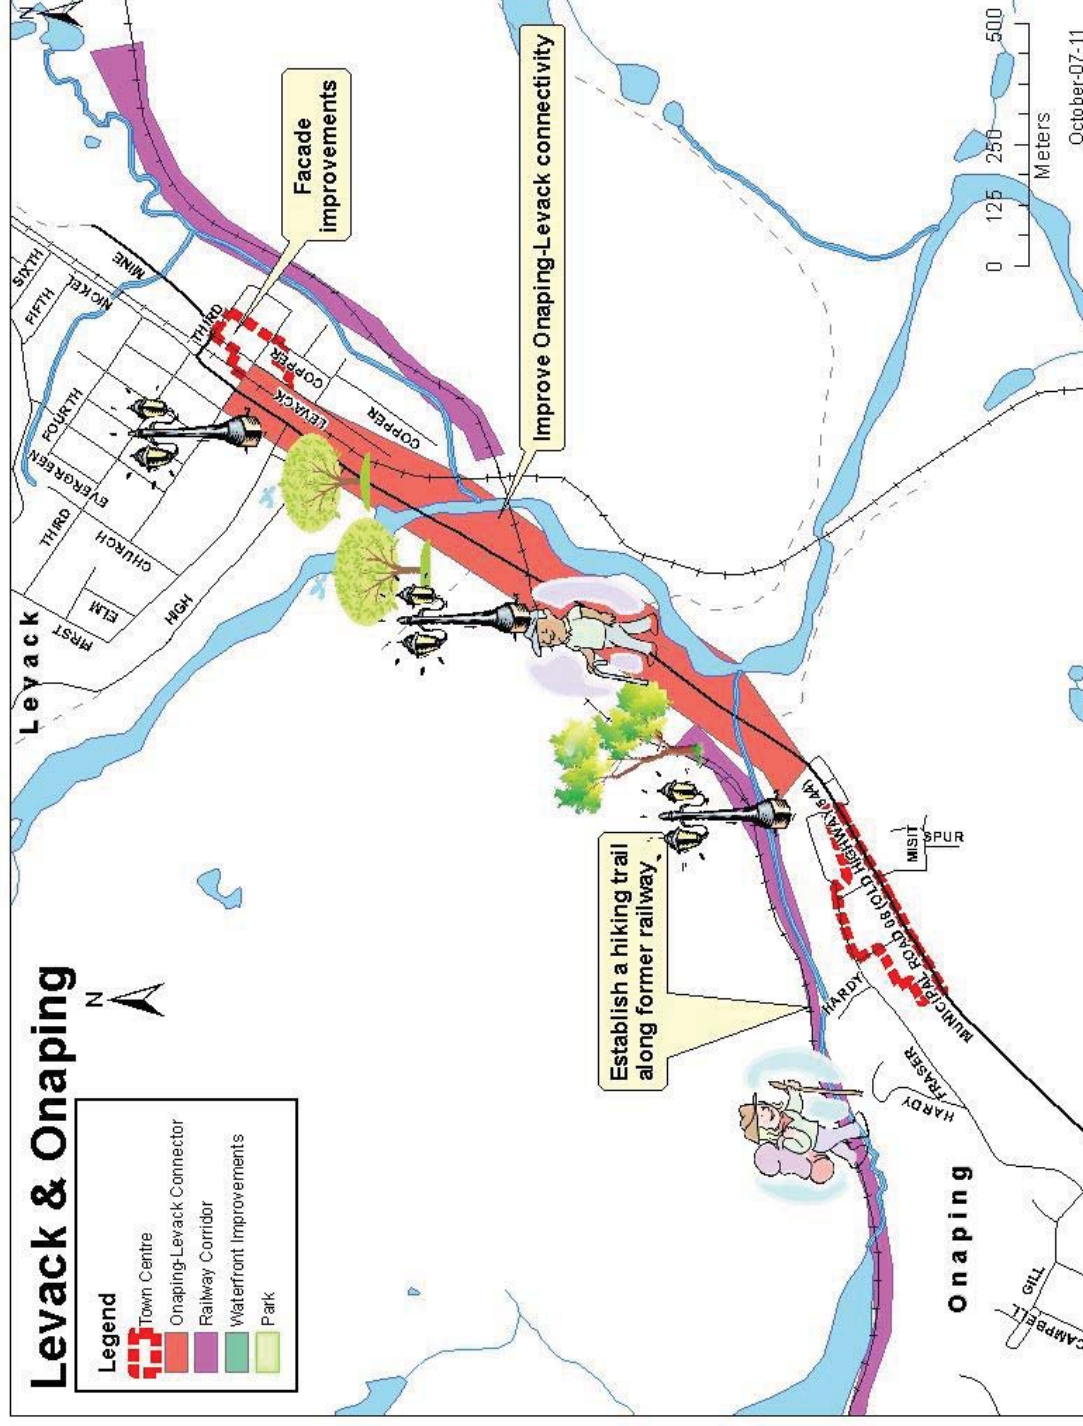 Levack & Onaping
N
Legend
Town Centre
Onaping-Levack Connector
Railway Corridor
Waterfront Improvements
Park
Levack
SIXTH
FIFTH
NICKEL
MINE
FOURTH
EVERGREEN
THIRD
THIRD
CHURCH
ELM
FIRST
HIGH
LEVACK
COPPER
COPPER
Facade
improvements
Improve Onaping-Levack connectivity
Establish a hiking trail
along former railway
MUNICIPAL ROAD 08 (OLD HIGHWAY 544)
MISIT
SPUR
HARDY
FRASER
HARDY
Onaping
GILL
CAMPBELL
N
0 125 250 500
Meters
October-07-11